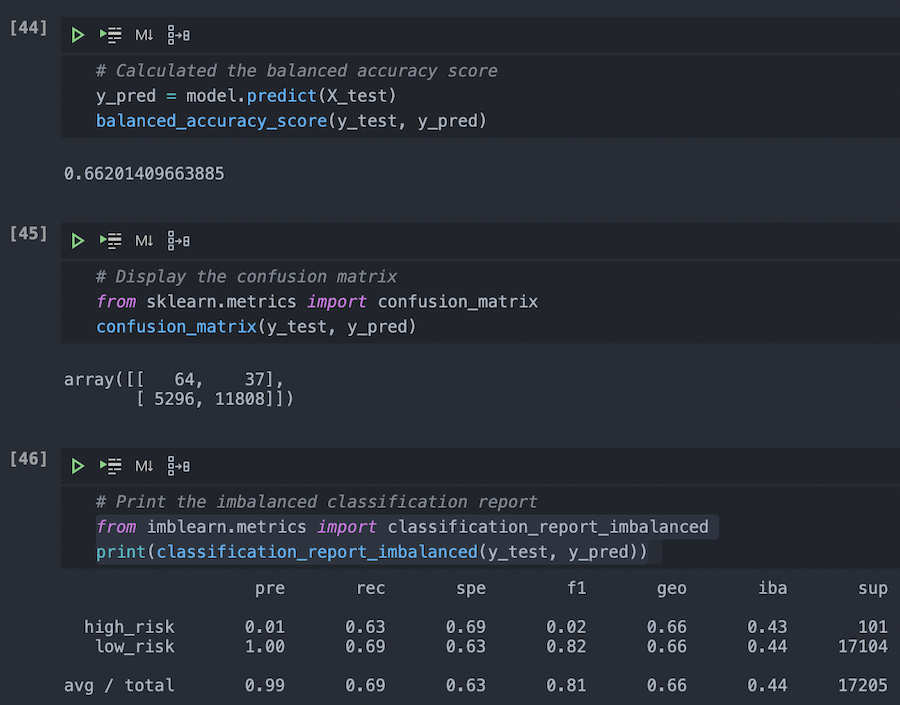 [44]
M↓
# Calculated the balanced accuracy score
y_pred = model.predict(X_test)
balanced_accuracy_score(y_test, y_pred)
0.66201409663885
[45]
M↓
# Display the confusion matrix
from sklearn.metrics import confusion_matrix
confusion_matrix(y_test, y_pred)
array([[   64,    37],
       [ 5296, 11808]])
[46]
M↓
# Print the imbalanced classification report
from imblearn.metrics import classification_report_imbalanced
print(classification_report_imbalanced(y_test, y_pred))
pre rec spe f1 geo iba sup
high_risk 0.01 0.63 0.69 0.02 0.66 0.43 101
low_risk 1.00 0.69 0.63 0.82 0.66 0.44 17104
avg / total 0.99 0.69 0.63 0.81 0.66 0.44 17205